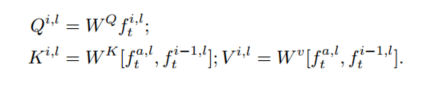 Q^{i,l} = W^Q f_t^{i,l};
K^{i,l} = W^K[f_t^{a,l}, f_t^{i-1,l}]; V^{i,l} = W^v[f_t^{a,l}, f_t^{i-1,l}].